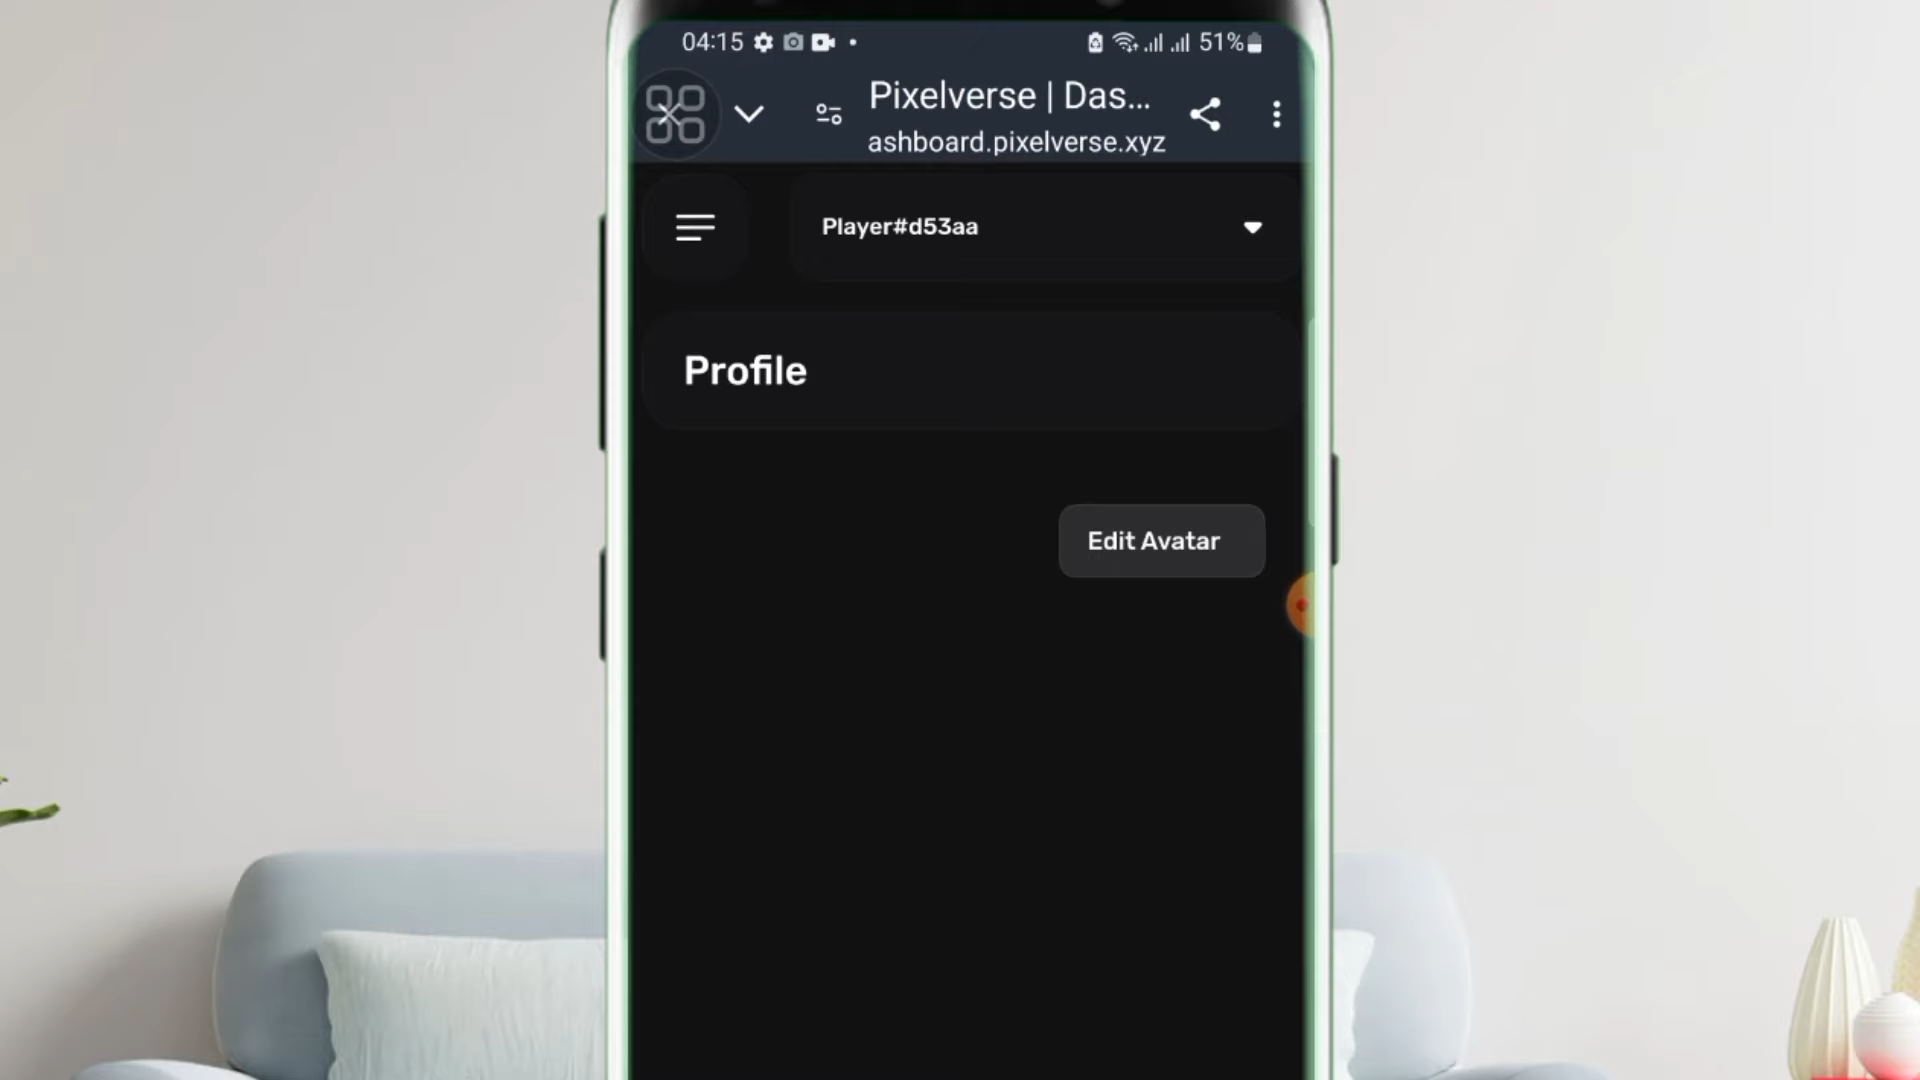 04:15
51%
Pixelverse | Das...
ashboard.pixelverse.xyz
Player#d53aa
Profile
Edit Avatar